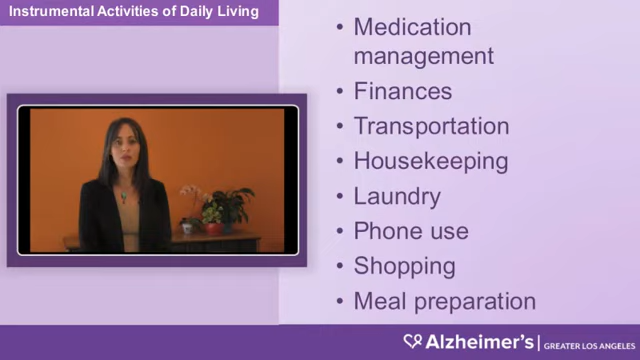 Instrumental Activities of Daily Living
• Medication
management
• Finances
• Transportation
• Housekeeping
• Laundry
• Phone use
• Shopping
• Meal preparation
Alzheimer's | GREATER LOS ANGELES